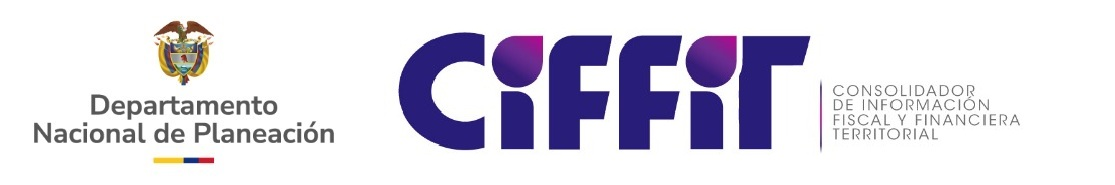 Departamento
Nacional de Planeación
CiFFiT
CONSOLIDADOR
DE INFORMACIÓN
FISCAL Y FINANCIERA
TERRITORIAL